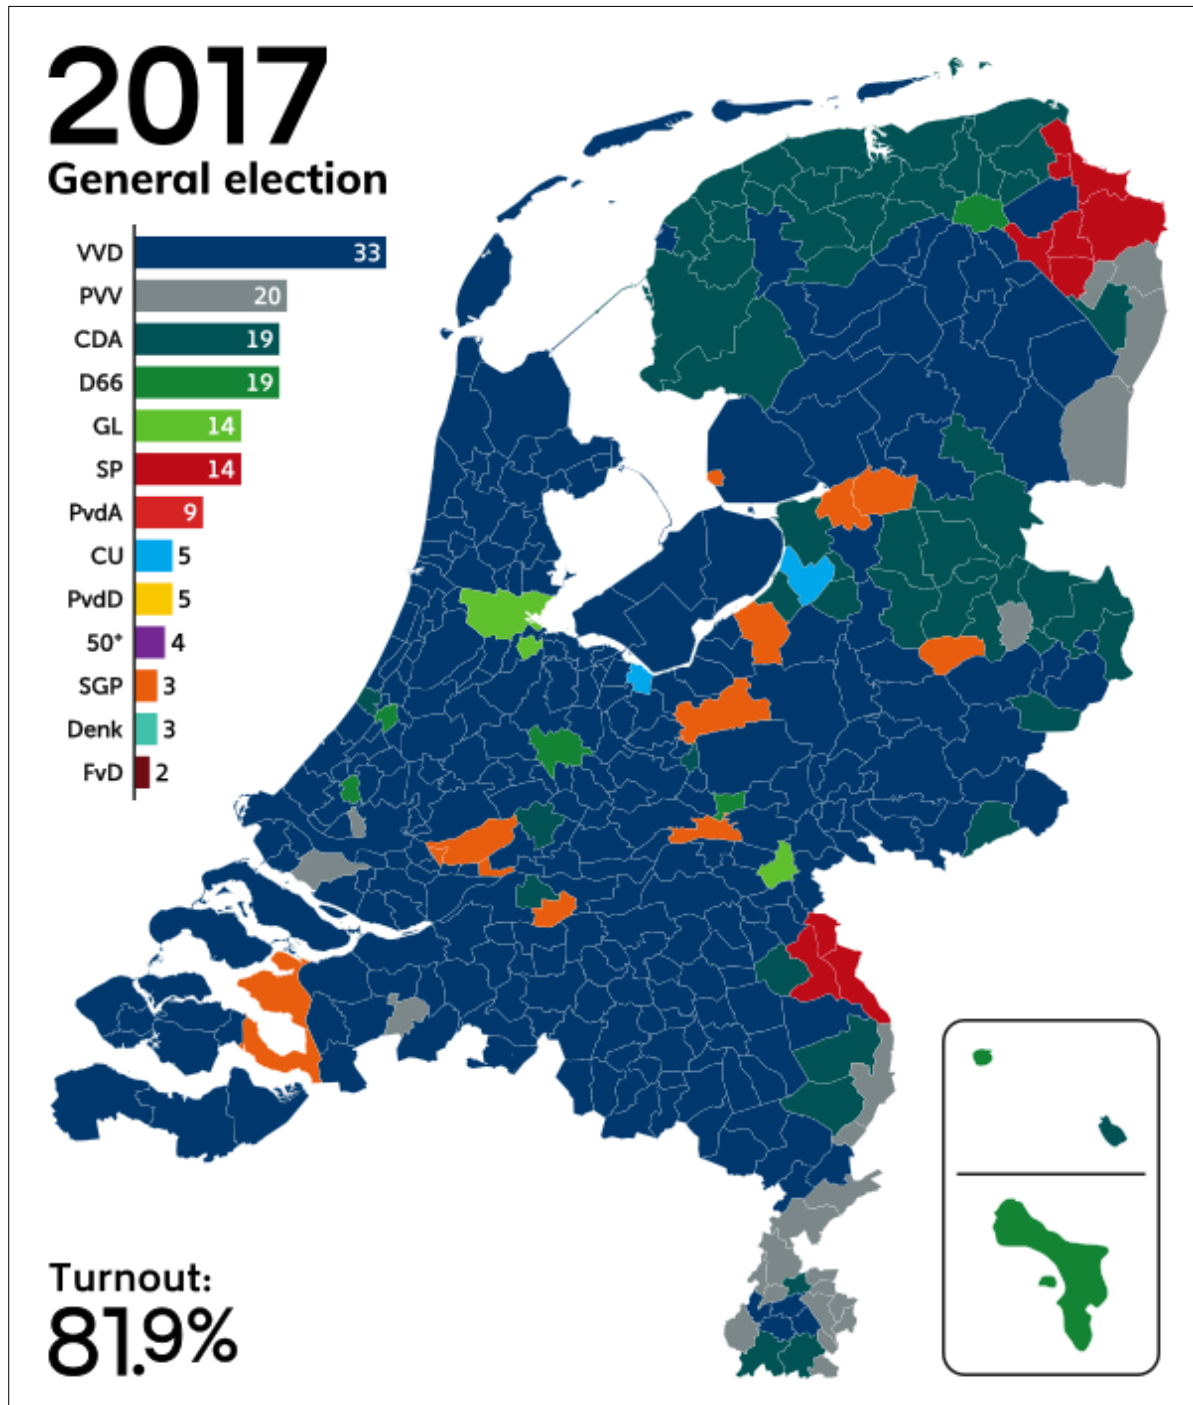 2017
General election
VVD 33
PVV 20
CDA 19
D66 19
GL 14
SP 14
PvdA 9
CU 5
PvdD 5
50+ 4
SGP 3
Denk 3
FvD 2
Turnout:
81.9%